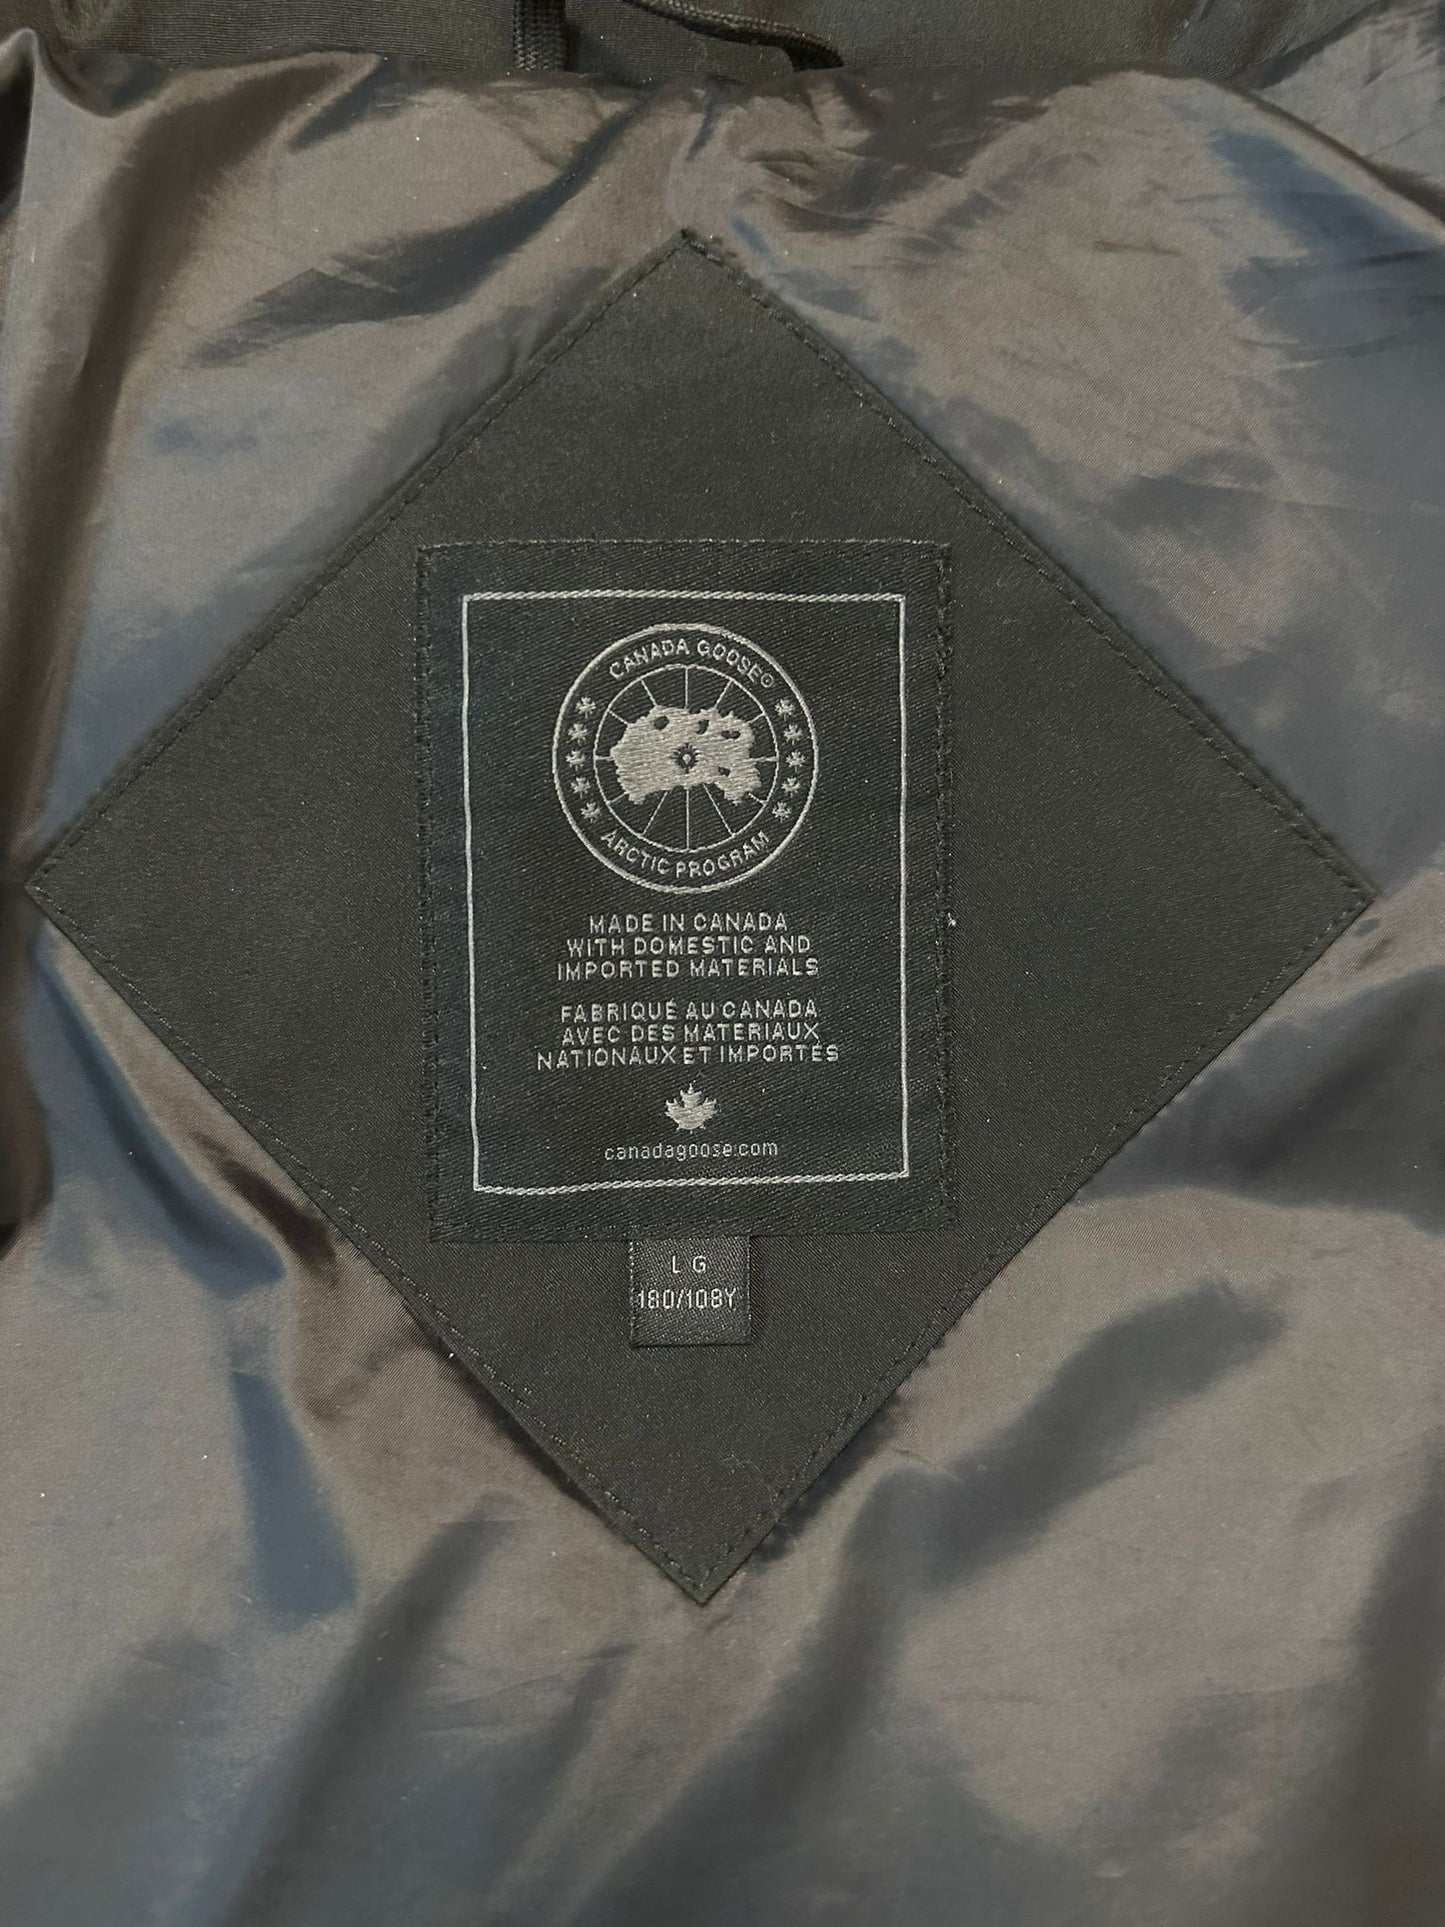 CANADA GOOSE®
ARCTIC PROGRAM
MADE IN CANADA
WITH DOMESTIC AND
IMPORTED MATERIALS
FABRIQUÉ AU CANADA
AVEC DES MATERIAUX
NATIONAUX ET IMPORTÉS
canadagoose.com
LG
180/108Y